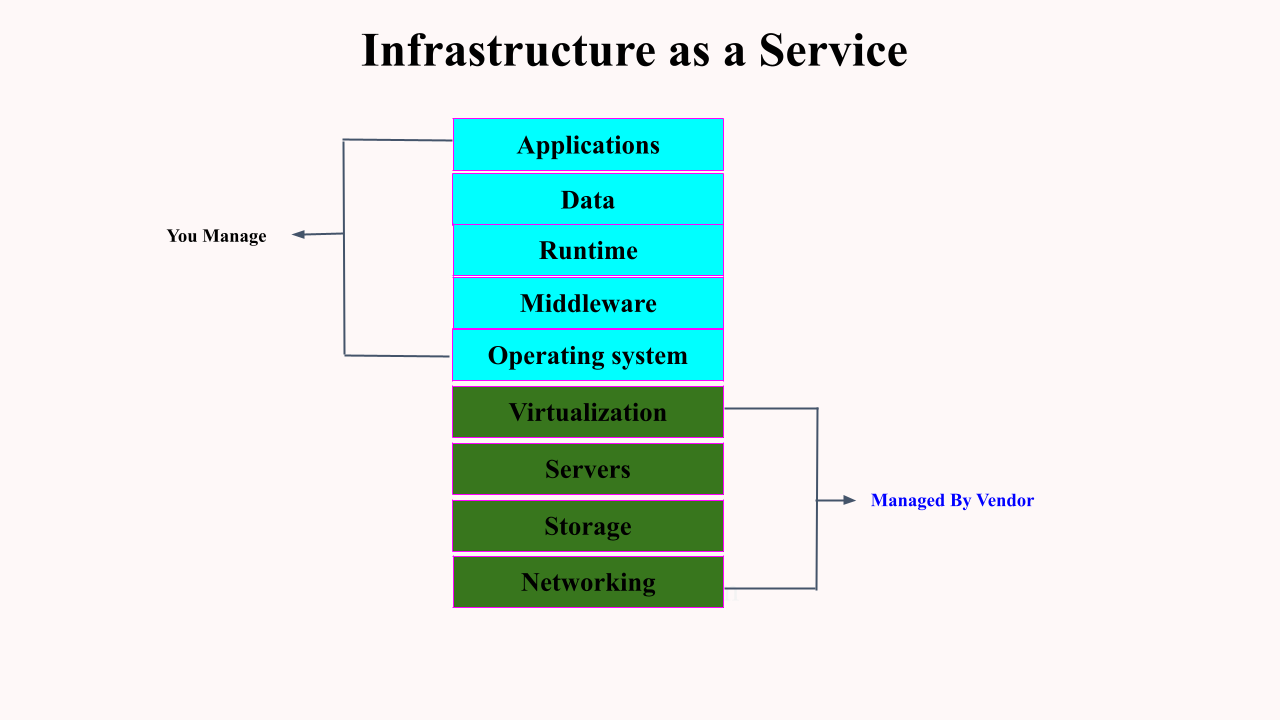 Infrastructure as a Service
Applications
Data
Runtime
Middleware
Operating system
Virtualization
Servers
Storage
Networking
You Manage
Managed By Vendor